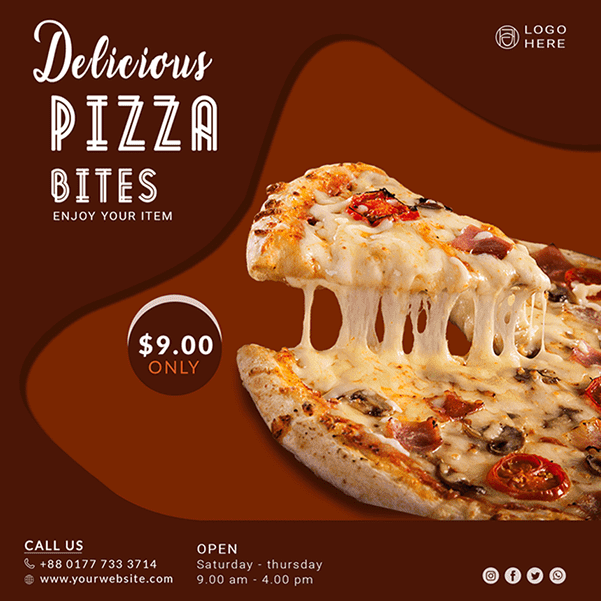 Delicious
PIZZA
BITES
ENJOY YOUR ITEM
LOGO
HERE
$9.00
ONLY
CALL US
+88 0177 733 3714
www.yourwebsite.com
OPEN
Saturday - thursday
9.00 am - 4.00 pm